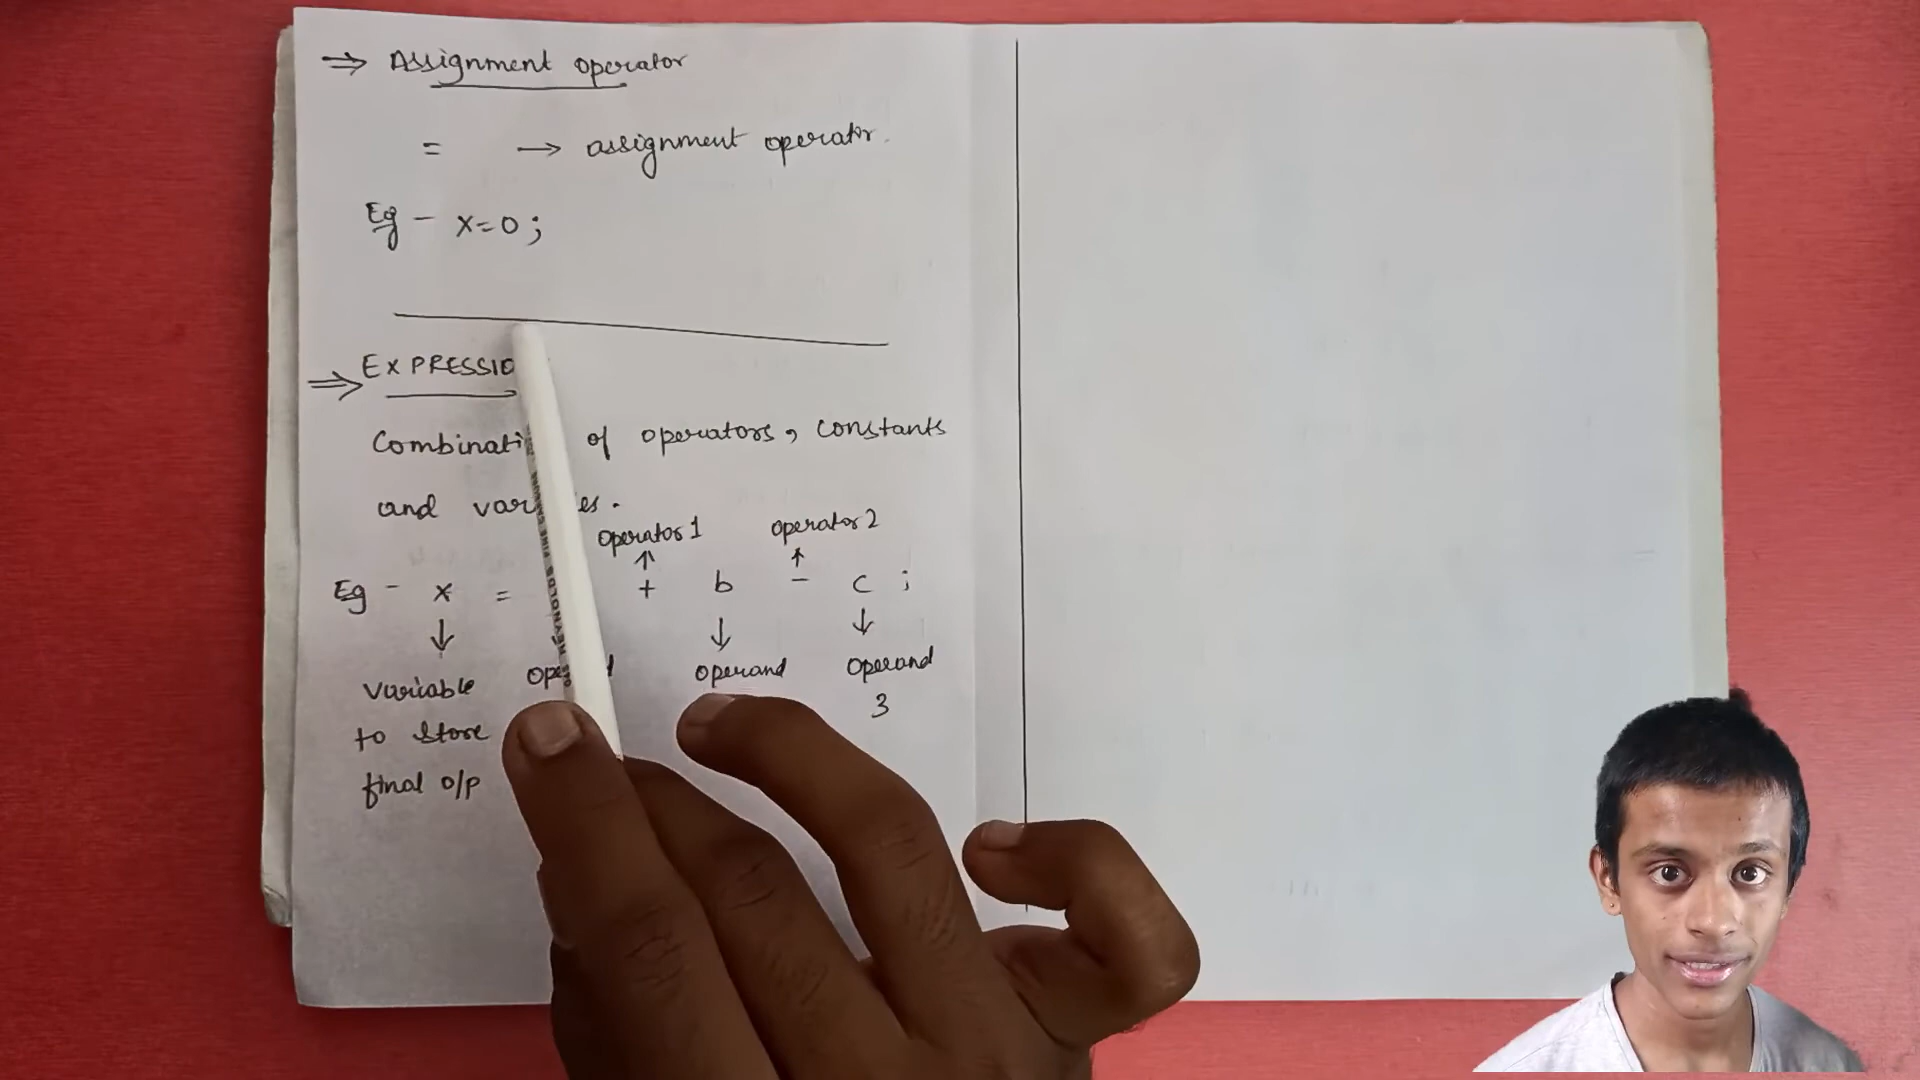 ⇒ Assignment operator
= → assignment operator.
Eg - x=0;
⇒ EXPRESSIO
Combinati of operators, constants
and var es.
operator 1 operator 2
↑ ↑
Eg - x = + b - c ;
↓ ↓ ↓
Variable operand operand
to store 3
final o/p